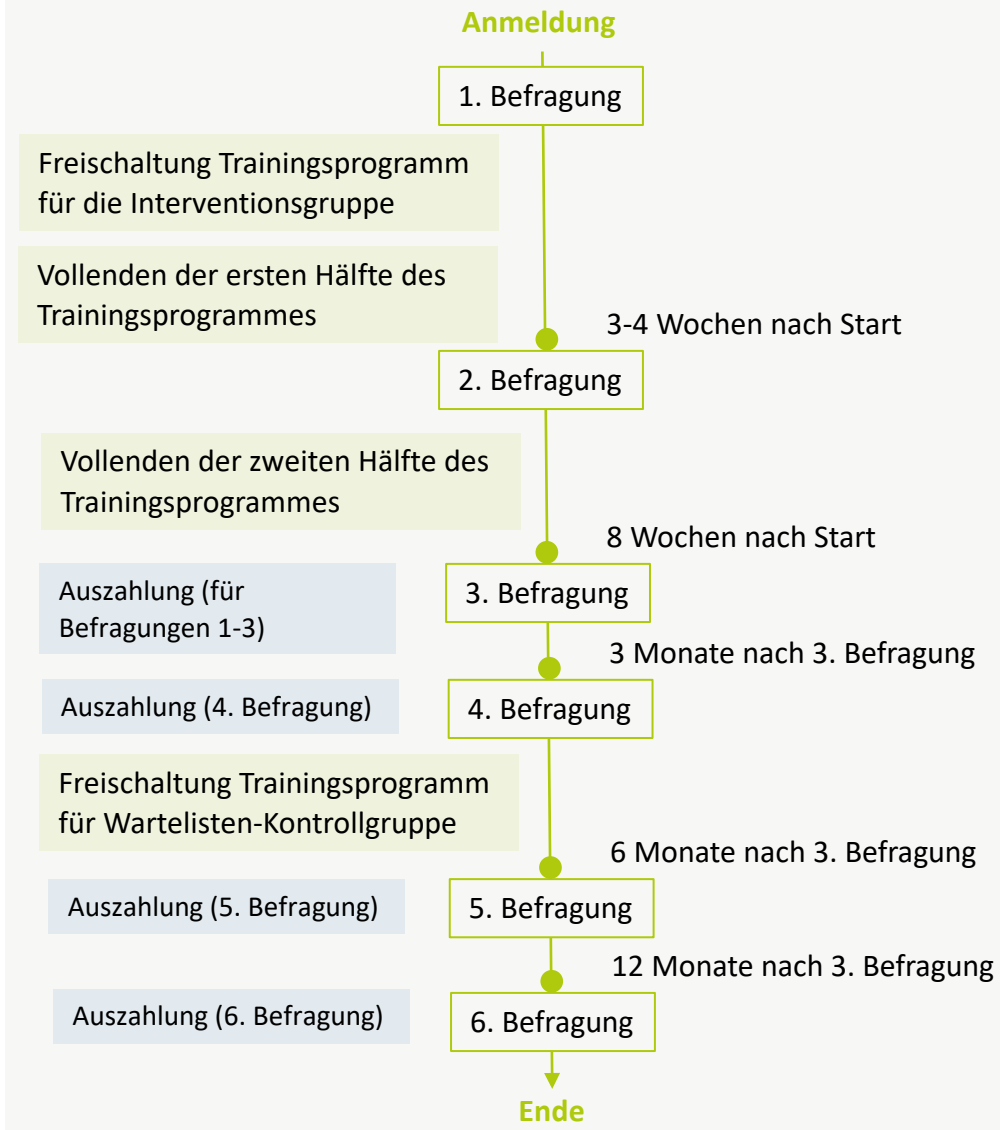 Anmeldung
1. Befragung
Freischaltung Trainingsprogramm
für die Interventionsgruppe
Vollenden der ersten Hälfte des
Trainingsprogrammes
3-4 Wochen nach Start
2. Befragung
Vollenden der zweiten Hälfte des
Trainingsprogrammes
8 Wochen nach Start
Auszahlung (für
Befragungen 1-3)
3. Befragung
3 Monate nach 3. Befragung
Auszahlung (4. Befragung)
4. Befragung
Freischaltung Trainingsprogramm
für Wartelisten-Kontrollgruppe
6 Monate nach 3. Befragung
Auszahlung (5. Befragung)
5. Befragung
12 Monate nach 3. Befragung
Auszahlung (6. Befragung)
6. Befragung
Ende